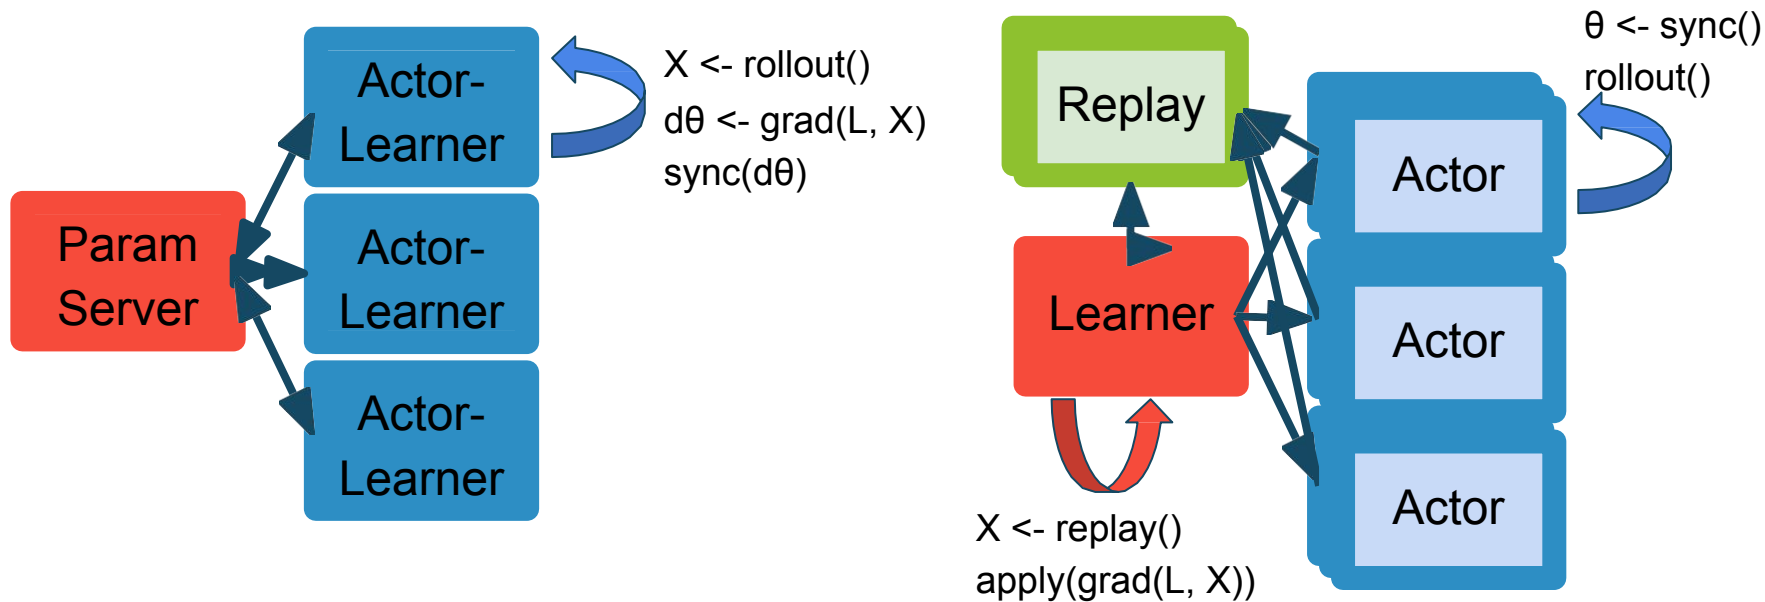 Param
Server
Actor-
Learner
Actor-
Learner
Actor-
Learner
X <- rollout()
dθ <- grad(L, X)
sync(dθ)
Replay
Learner
X <- replay()
apply(grad(L, X))
Actor
Actor
Actor
θ <- sync()
rollout()